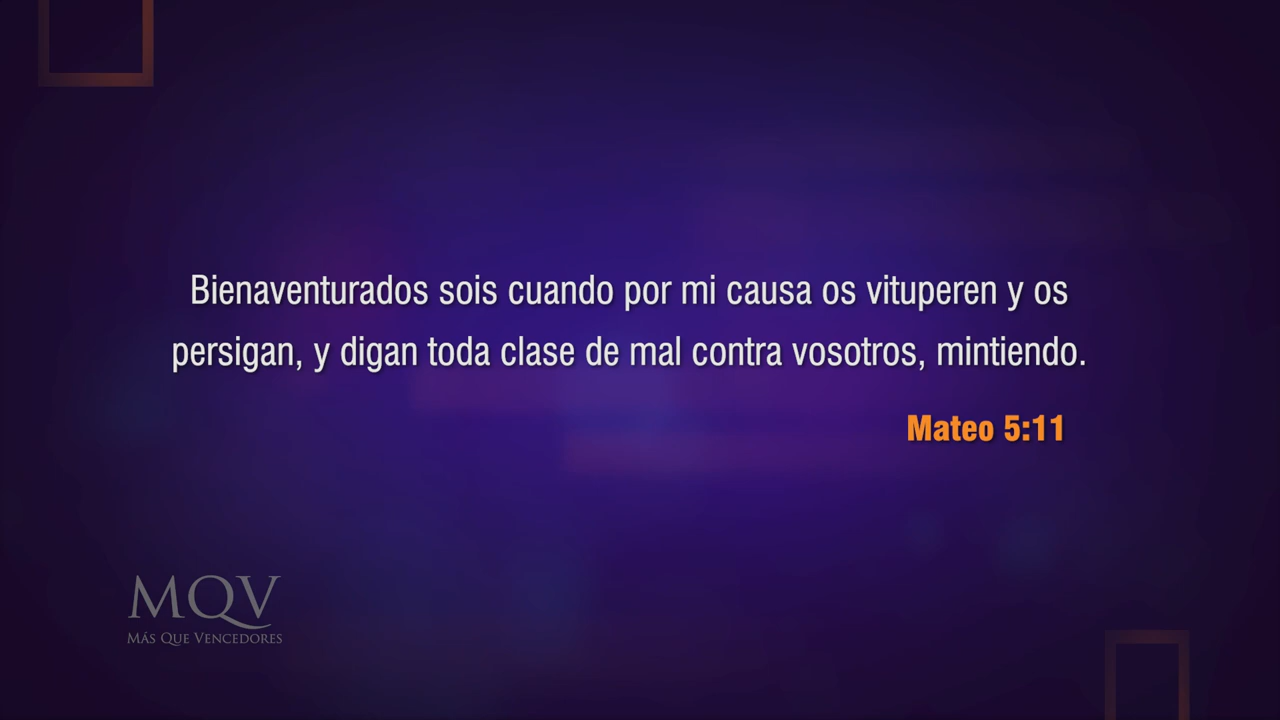 Bienaventurados sois cuando por mi causa os vituperen y os
persigan, y digan toda clase de mal contra vosotros, mintiendo.
Mateo 5:11
MQV
Más Que Vencedores